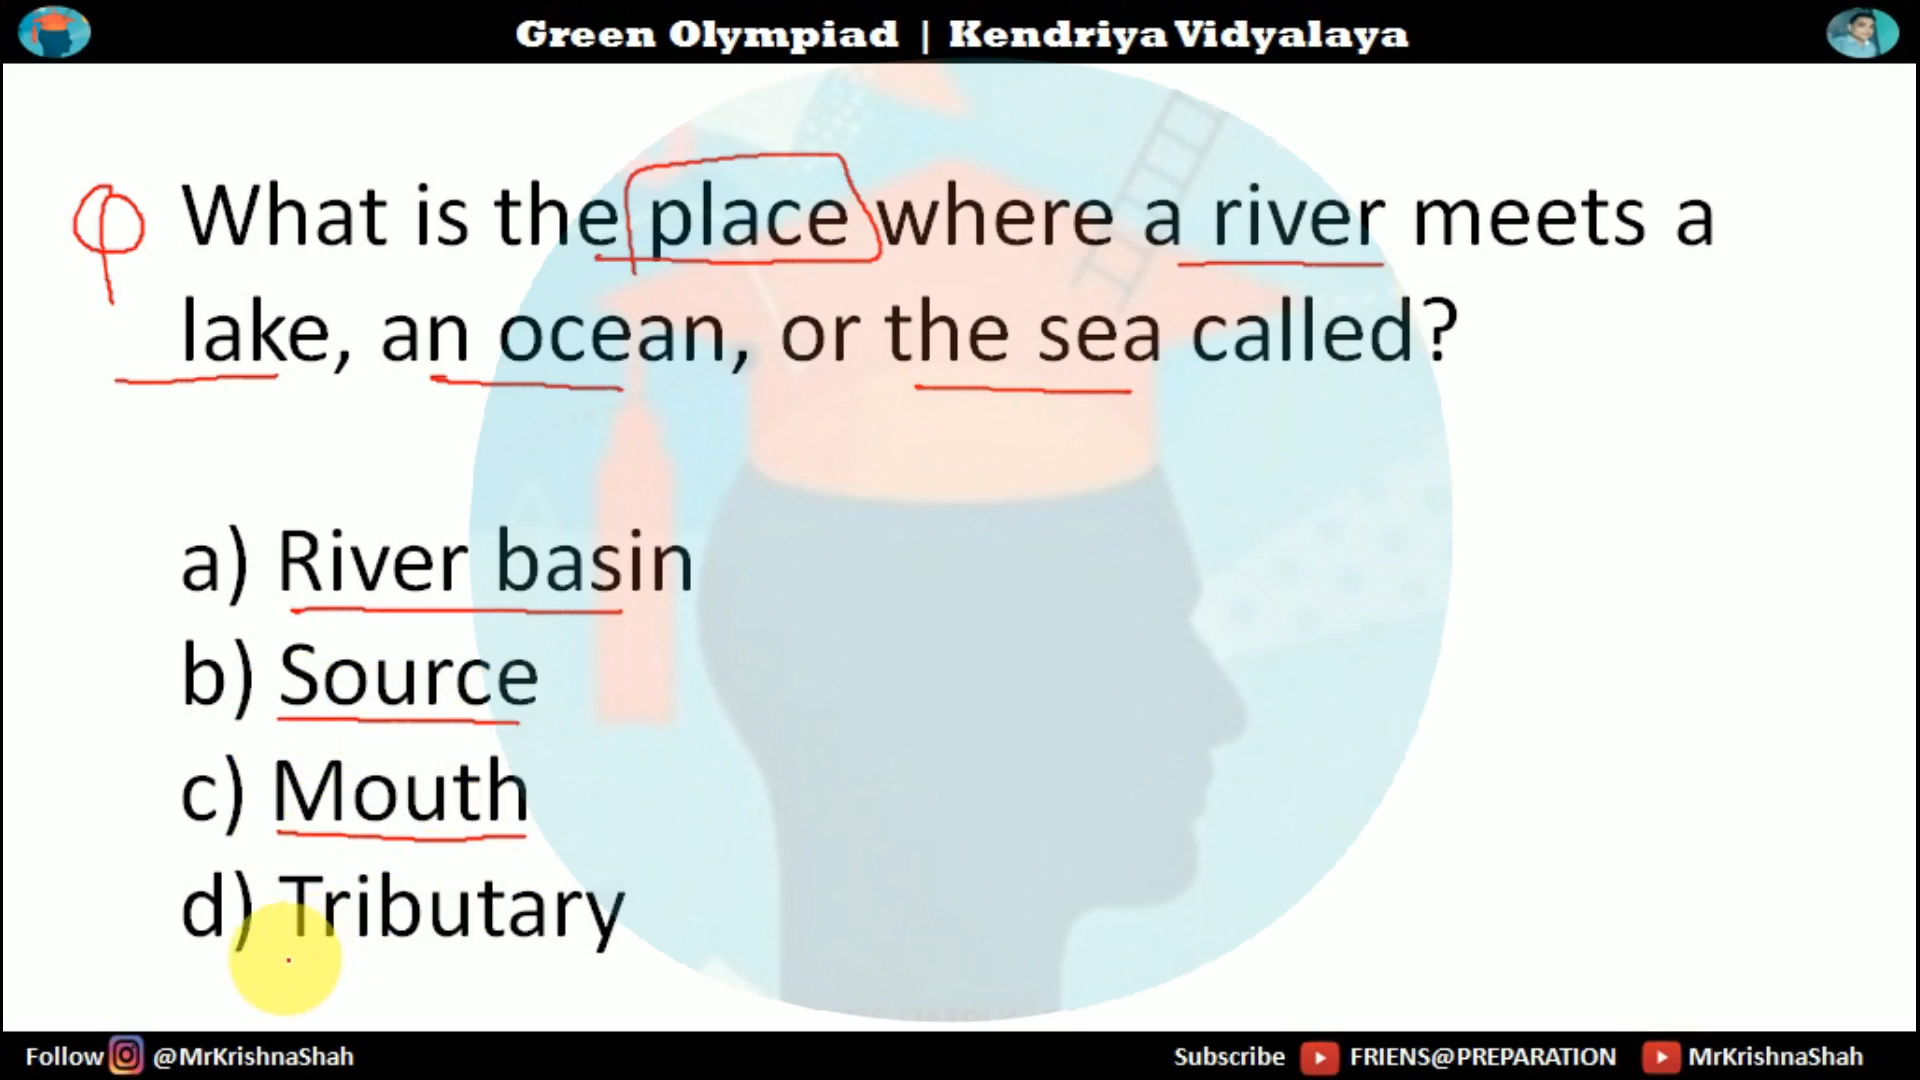 Green Olympiad | Kendriya Vidyalaya
Q What is the place where a river meets a
lake, an ocean, or the sea called?
a) River basin
b) Source
c) Mouth
d) Tributary
Follow @MrKrishnaShah
Subscribe FRIENS@PREPARATION MrKrishnaShah